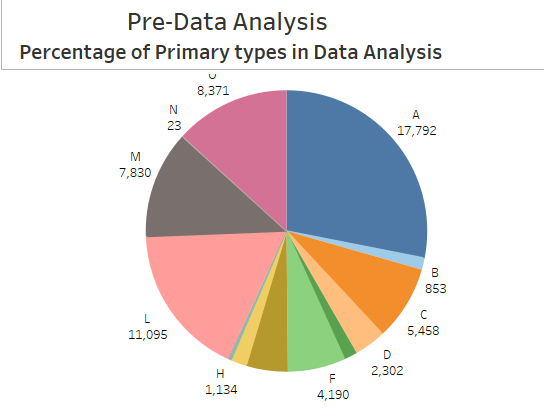 Pre-Data Analysis
Percentage of Primary types in Data Analysis
8,371
A
17,792
N
23
M
7,830
B
853
C
5,458
L
11,095
D
2,302
H
1,134
F
4,190